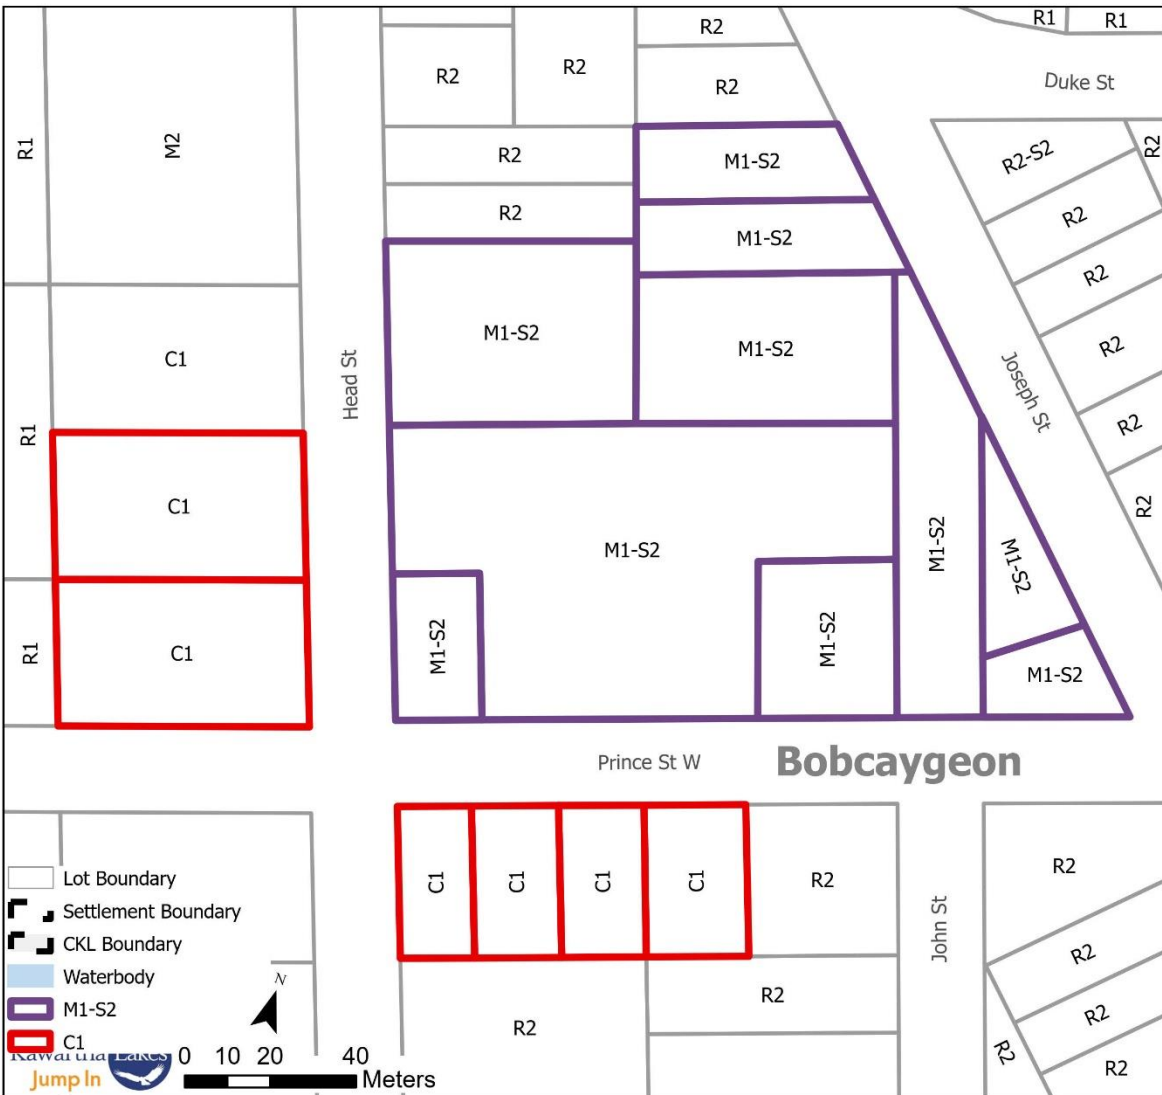 R1
R1
R2
R2
R2
R2
Duke St
R1
M2
R2
M1-S2
R2-S2
R2
R2
M1-S2
R2
R2
C1
Head St
M1-S2
M1-S2
Joseph St
R2
R1
R2
C1
R2
M1-S2
M1-S2
M1-S2
R1
C1
M1-S2
M1-S2
M1-S2
Prince St W
Bobcaygeon
C1
C1
C1
C1
R2
R2
John St
R2
R2
R2
R2
R2
R2
Lot Boundary
Settlement Boundary
CKL Boundary
Waterbody
M1-S2
C1
N
Kawartha Lakes
Jump In
0 10 20 40
Meters